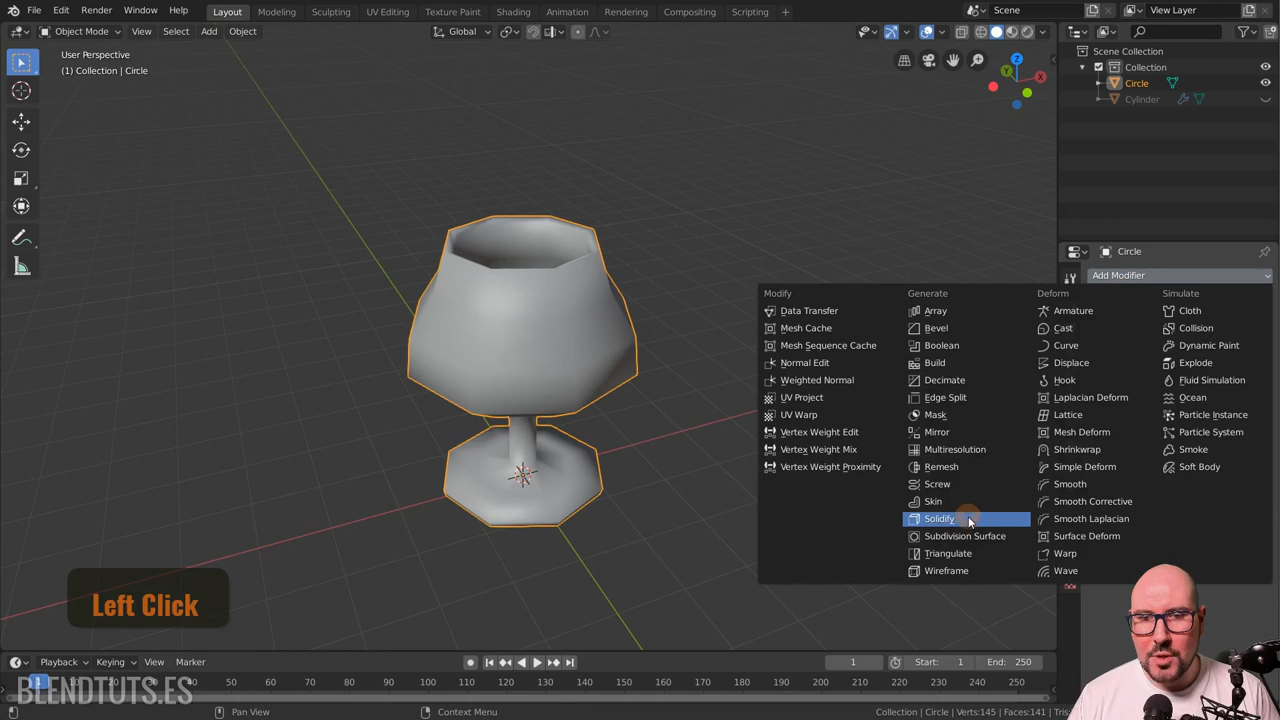 File Edit Render Window Help Layout Modeling Sculpting UV Editing Texture Paint Shading Animation Rendering Compositing Scripting + Scene View Layer
Object Mode View Select Add Object Global
User Perspective
(1) Collection | Circle
Z
Y
X
Scene Collection
Collection
Circle
Cylinder
Circle
Add Modifier
Modify Generate Deform Simulate
Data Transfer Array Armature Cloth
Mesh Cache Bevel Cast Collision
Mesh Sequence Cache Boolean Curve Dynamic Paint
Normal Edit Build Displace Explode
Weighted Normal Decimate Hook Fluid Simulation
UV Project Edge Split Laplacian Deform Ocean
UV Warp Mask Lattice Particle Instance
Vertex Weight Edit Mirror Mesh Deform Particle System
Vertex Weight Mix Multiresolution Shrinkwrap Smoke
Vertex Weight Proximity Remesh Simple Deform Soft Body
Screw Smooth
Skin Smooth Corrective
Solidify Smooth Laplacian
Subdivision Surface Surface Deform
Triangulate Warp
Wireframe Wave
Left Click
Playback Keying View Marker 1 Start: 1 End: 250
1 10 20 30 40 50 60 70 80 90 100 110 120 130 140 150 160 170 180 190 200 210 220 230 240 250
BLENDTUTS.ES
Pan View Context Menu Collection | Circle | Verts:145 | Faces:141 | Tris: